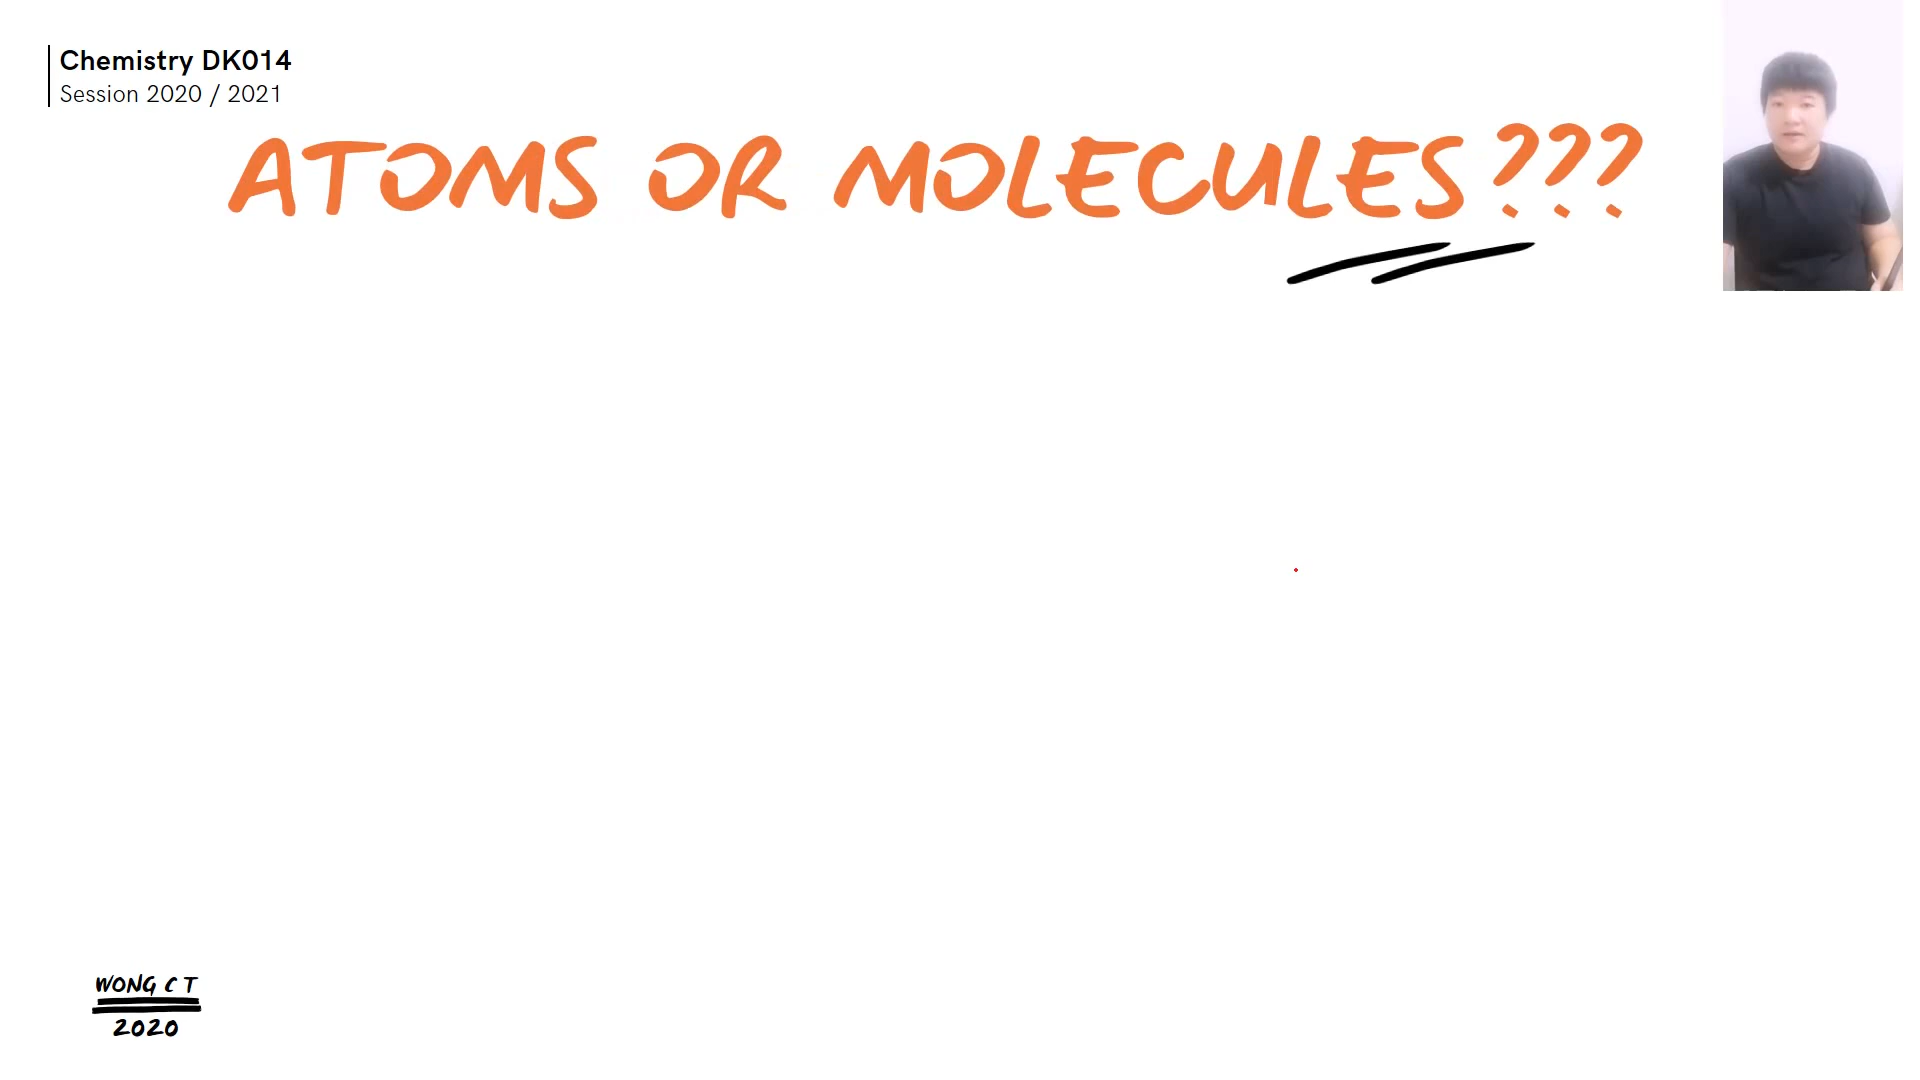 Chemistry DK014
Session 2020 / 2021
ATOMS OR MOLECULES???
WONG C T
2020